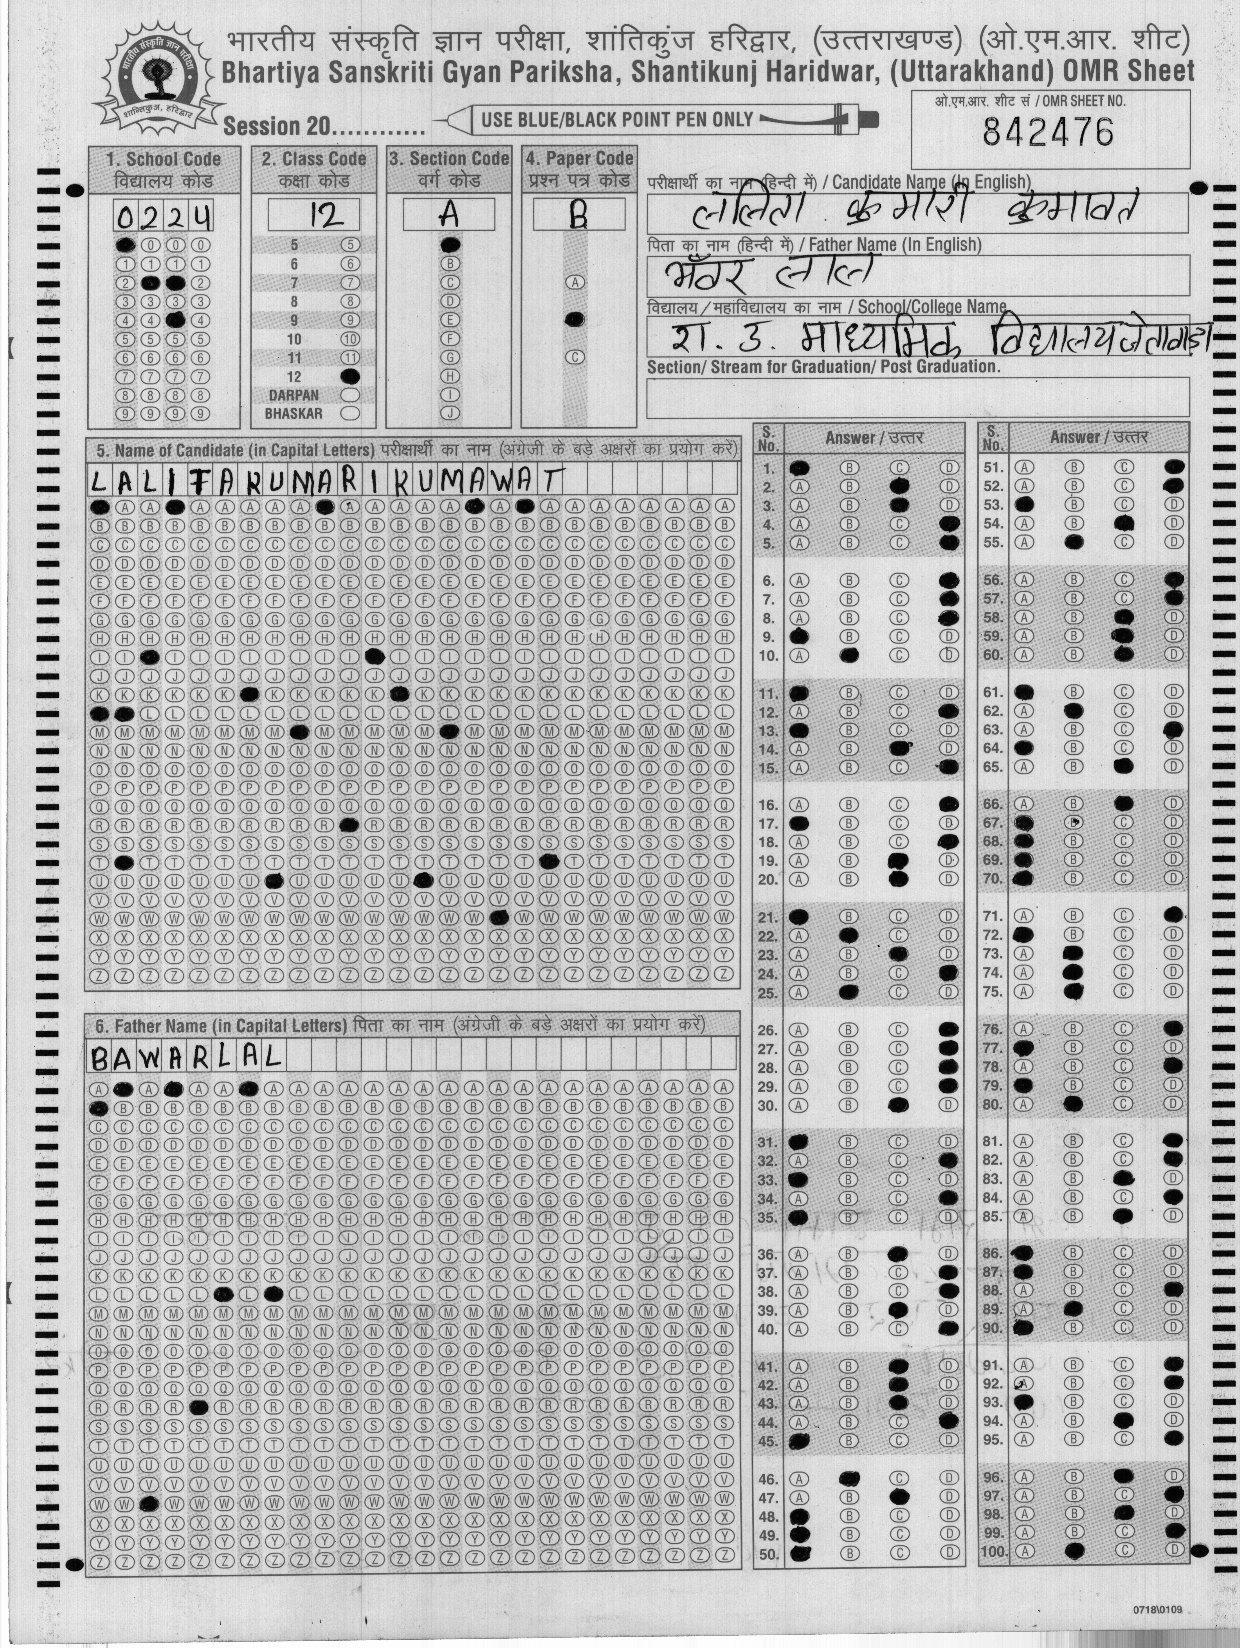 भारतीय संस्कृति ज्ञान परीक्षा, शांतिकुंज हरिद्वार, (उत्तराखण्ड) (ओ.एम.आर. शीट)
Bhartiya Sanskriti Gyan Pariksha, Shantikunj Haridwar, (Uttarakhand) OMR Sheet
Session 20............
USE BLUE/BLACK POINT PEN ONLY
ओ.एम.आर. शीट सं / OMR SHEET NO.
842476
1. School Code
विद्यालय कोड
0224
2. Class Code
कक्षा कोड
12
5
6
7
8
9
10
11
12
DARPAN
BHASKAR
3. Section Code
वर्ग कोड
A
4. Paper Code
प्रश्न पत्र कोड
B
परीक्षार्थी का नाम (हिन्दी में) / Candidate Name (In English)
ललिता कुमारी कुमावत
पिता का नाम (हिन्दी में) / Father Name (In English)
भँवर लाल
विद्यालय / महाविद्यालय का नाम / School/College Name
रा. उ. माध्यमिक विद्यालय
Section/ Stream for Graduation/ Post Graduation.
5. Name of Candidate (in Capital Letters) परीक्षार्थी का नाम (अंग्रेजी के बड़े अक्षरों का प्रयोग करें)
LALITAKUMARIKUMAWAT
6. Father Name (in Capital Letters) पिता का नाम (अंग्रेजी के बड़े अक्षरों का प्रयोग करें)
BAWARLAL
S. No. Answer / उत्तर
S. No. Answer / उत्तर
0718\0109